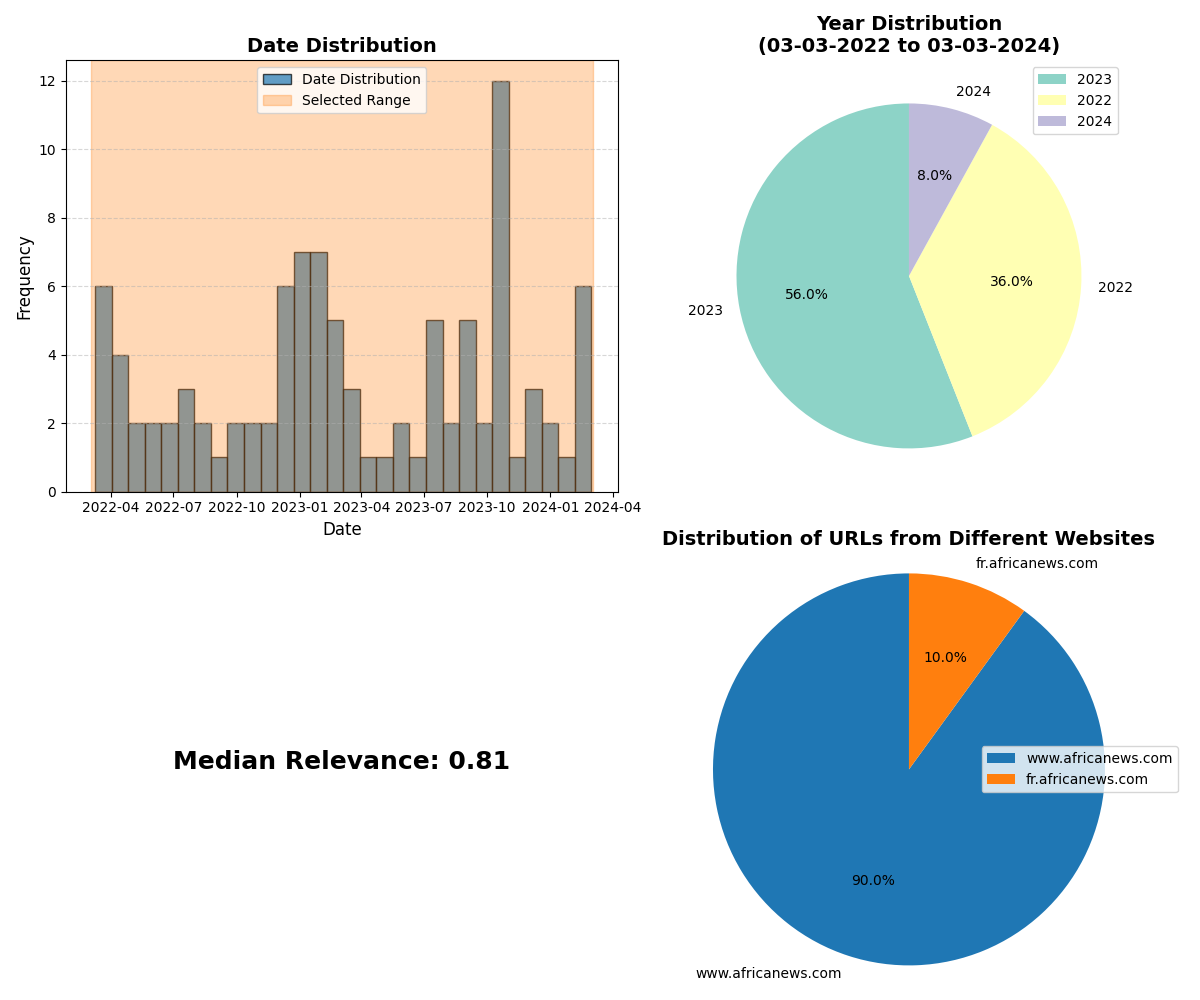 Date Distribution
Date Distribution
Selected Range
Frequency
12
10
8
6
4
2
0
2022-04 2022-07 2022-10 2023-01 2023-04 2023-07 2023-10 2024-01 2024-04
Date
Year Distribution
(03-03-2022 to 03-03-2024)
2023
2022
2024
2024
8.0%
56.0%
36.0%
2022
2023
Median Relevance: 0.81
Distribution of URLs from Different Websites
fr.africanews.com
10.0%
www.africanews.com
fr.africanews.com
90.0%
www.africanews.com